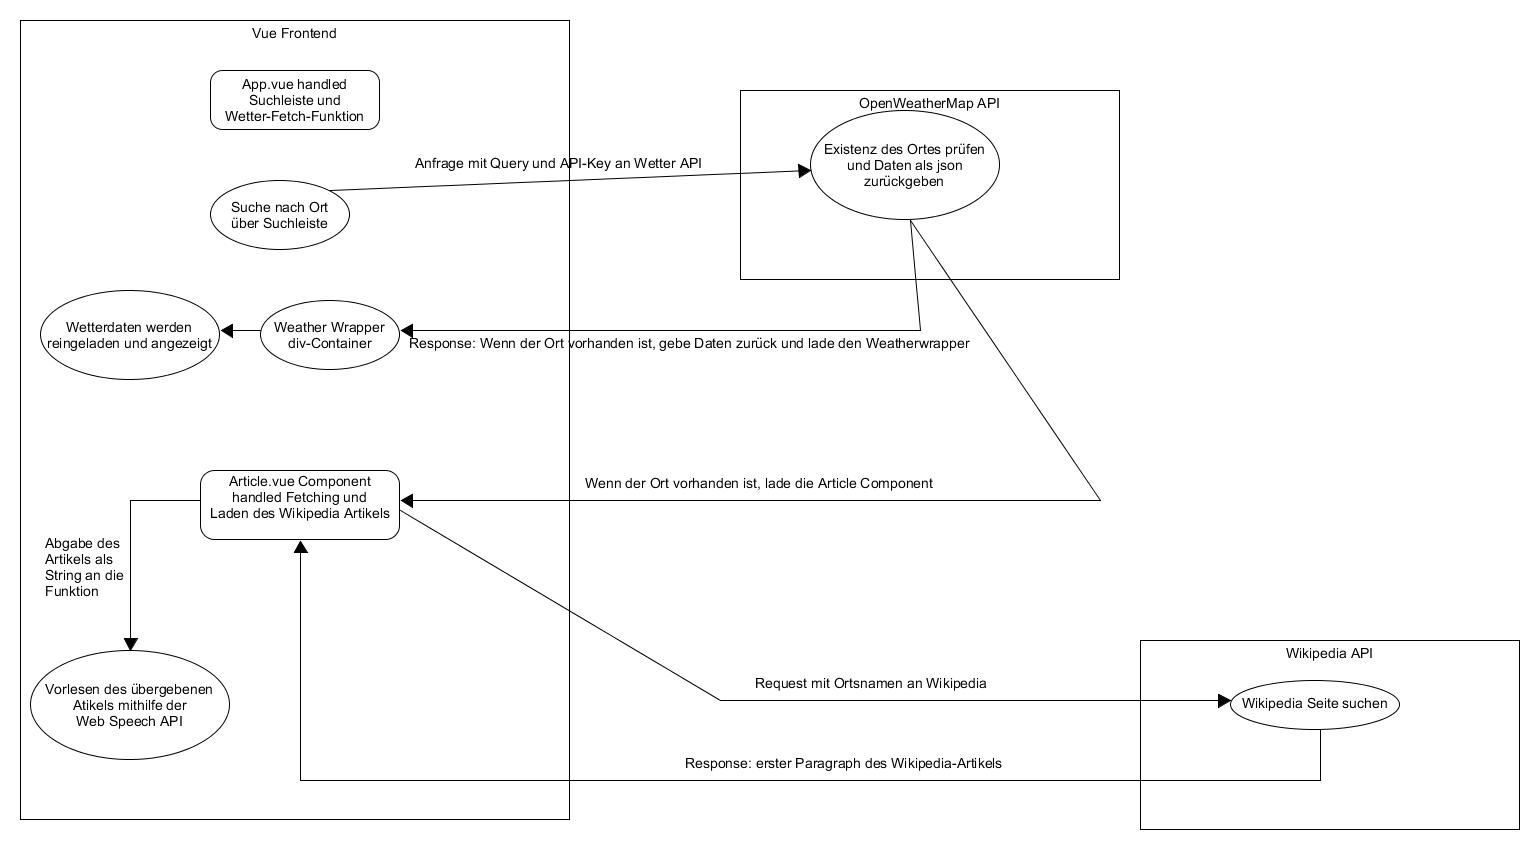 Vue Frontend
App.vue handled
Suchleiste und
Wetter-Fetch-Funktion
OpenWeatherMap API
Existenz des Ortes prüfen
und Daten als json
zurückgeben
Anfrage mit Query und API-Key an Wetter API
Suche nach Ort
über Suchleiste
Wetterdaten werden
reingeladen und angezeigt
Weather Wrapper
div-Container
Response: Wenn der Ort vorhanden ist, gebe Daten zurück und lade den Weatherwrapper
Article.vue Component
handled Fetching und
Laden des Wikipedia Artikels
Wenn der Ort vorhanden ist, lade die Article Component
Abgabe des
Artikels als
String an die
Funktion
Vorlesen des übergebenen
Atikels mithilfe der
Web Speech API
Request mit Ortsnamen an Wikipedia
Wikipedia API
Wikipedia Seite suchen
Response: erster Paragraph des Wikipedia-Artikels